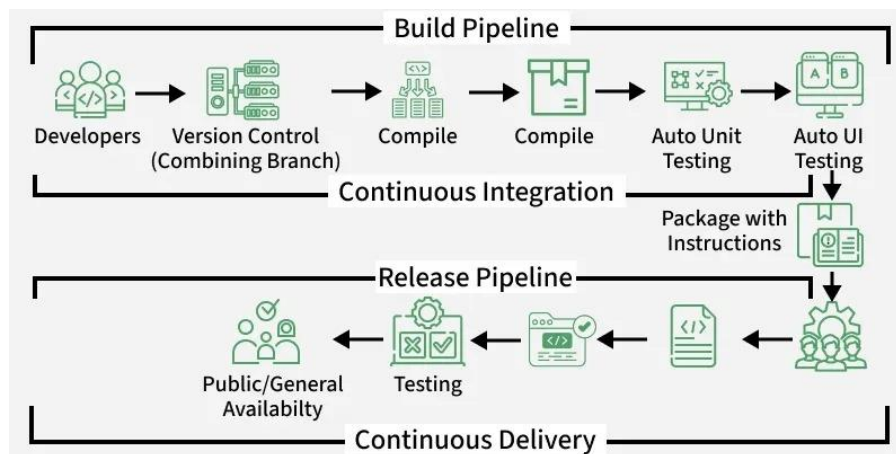 Build Pipeline
Developers
Version Control
(Combining Branch)
Compile
Compile
Auto Unit
Testing
Auto UI
Testing
Continuous Integration
Package with
Instructions
Release Pipeline
Public/General
Availabilty
Testing
Continuous Delivery